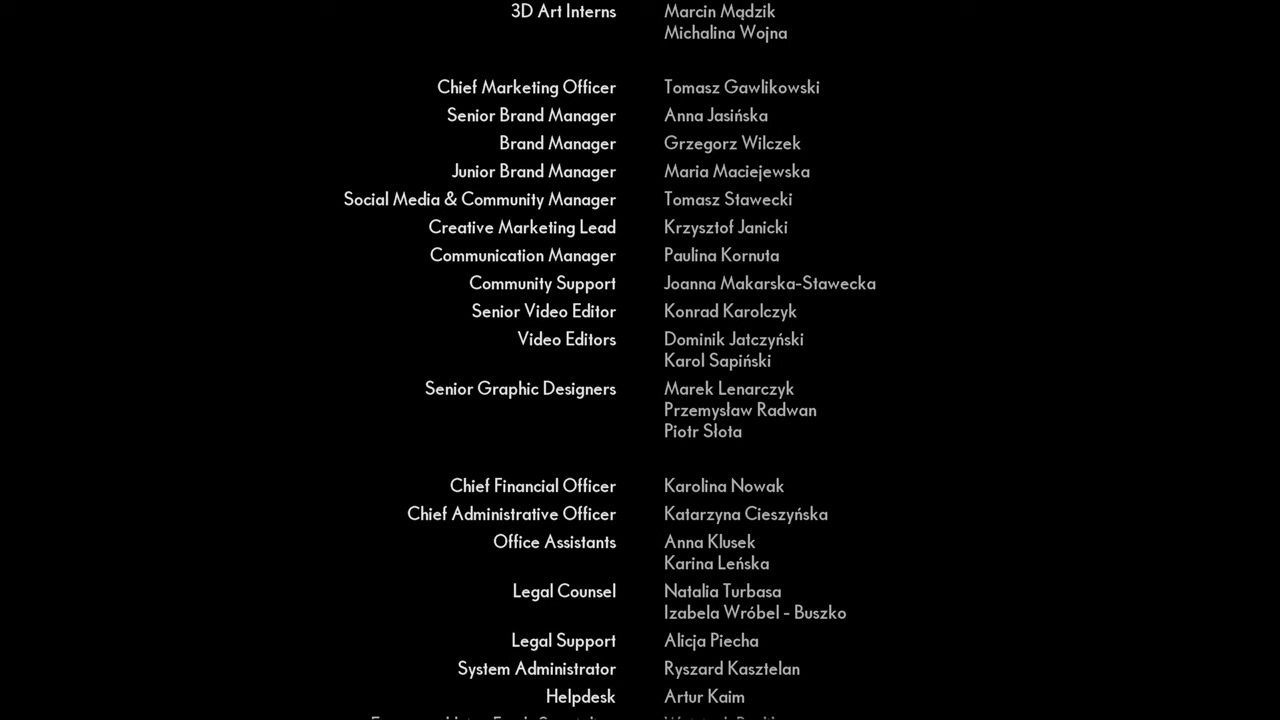 3D Art Interns Marcin Mądzik
Michalina Wojna
Chief Marketing Officer Tomasz Gawlikowski
Senior Brand Manager Anna Jasińska
Brand Manager Grzegorz Wilczek
Junior Brand Manager Maria Maciejewska
Social Media & Community Manager Tomasz Stawecki
Creative Marketing Lead Krzysztof Janicki
Communication Manager Paulina Kornuta
Community Support Joanna Makarska-Stawecka
Senior Video Editor Konrad Karolczyk
Video Editors Dominik Jatczyński
Karol Sapiński
Senior Graphic Designers Marek Lenarczyk
Przemysław Radwan
Piotr Słota
Chief Financial Officer Karolina Nowak
Chief Administrative Officer Katarzyna Cieszyńska
Office Assistants Anna Klusek
Karina Leńska
Legal Counsel Natalia Turbasa
Izabela Wróbel - Buszko
Legal Support Alicja Piecha
System Administrator Ryszard Kasztelan
Helpdesk Artur Kaim